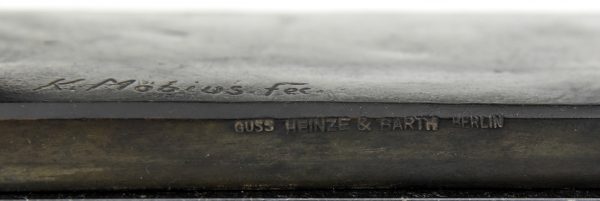 K. Möbius fec.
GUSS HEINZE & BARTH BERLIN